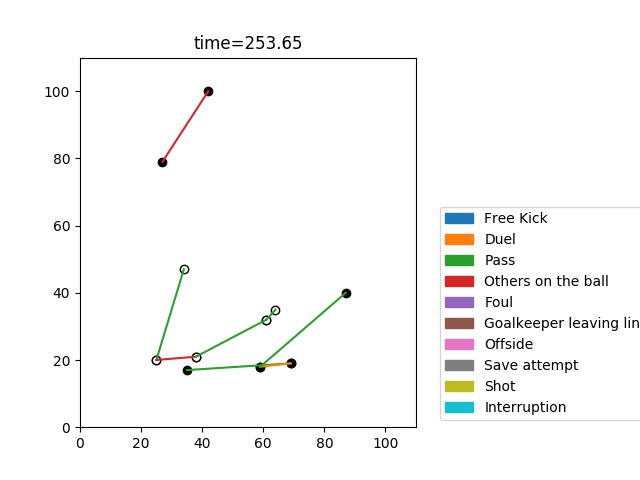 time=253.65
100
80
60
40
20
0
0 20 40 60 80 100
Free Kick
Duel
Pass
Others on the ball
Foul
Goalkeeper leaving lin
Offside
Save attempt
Shot
Interruption